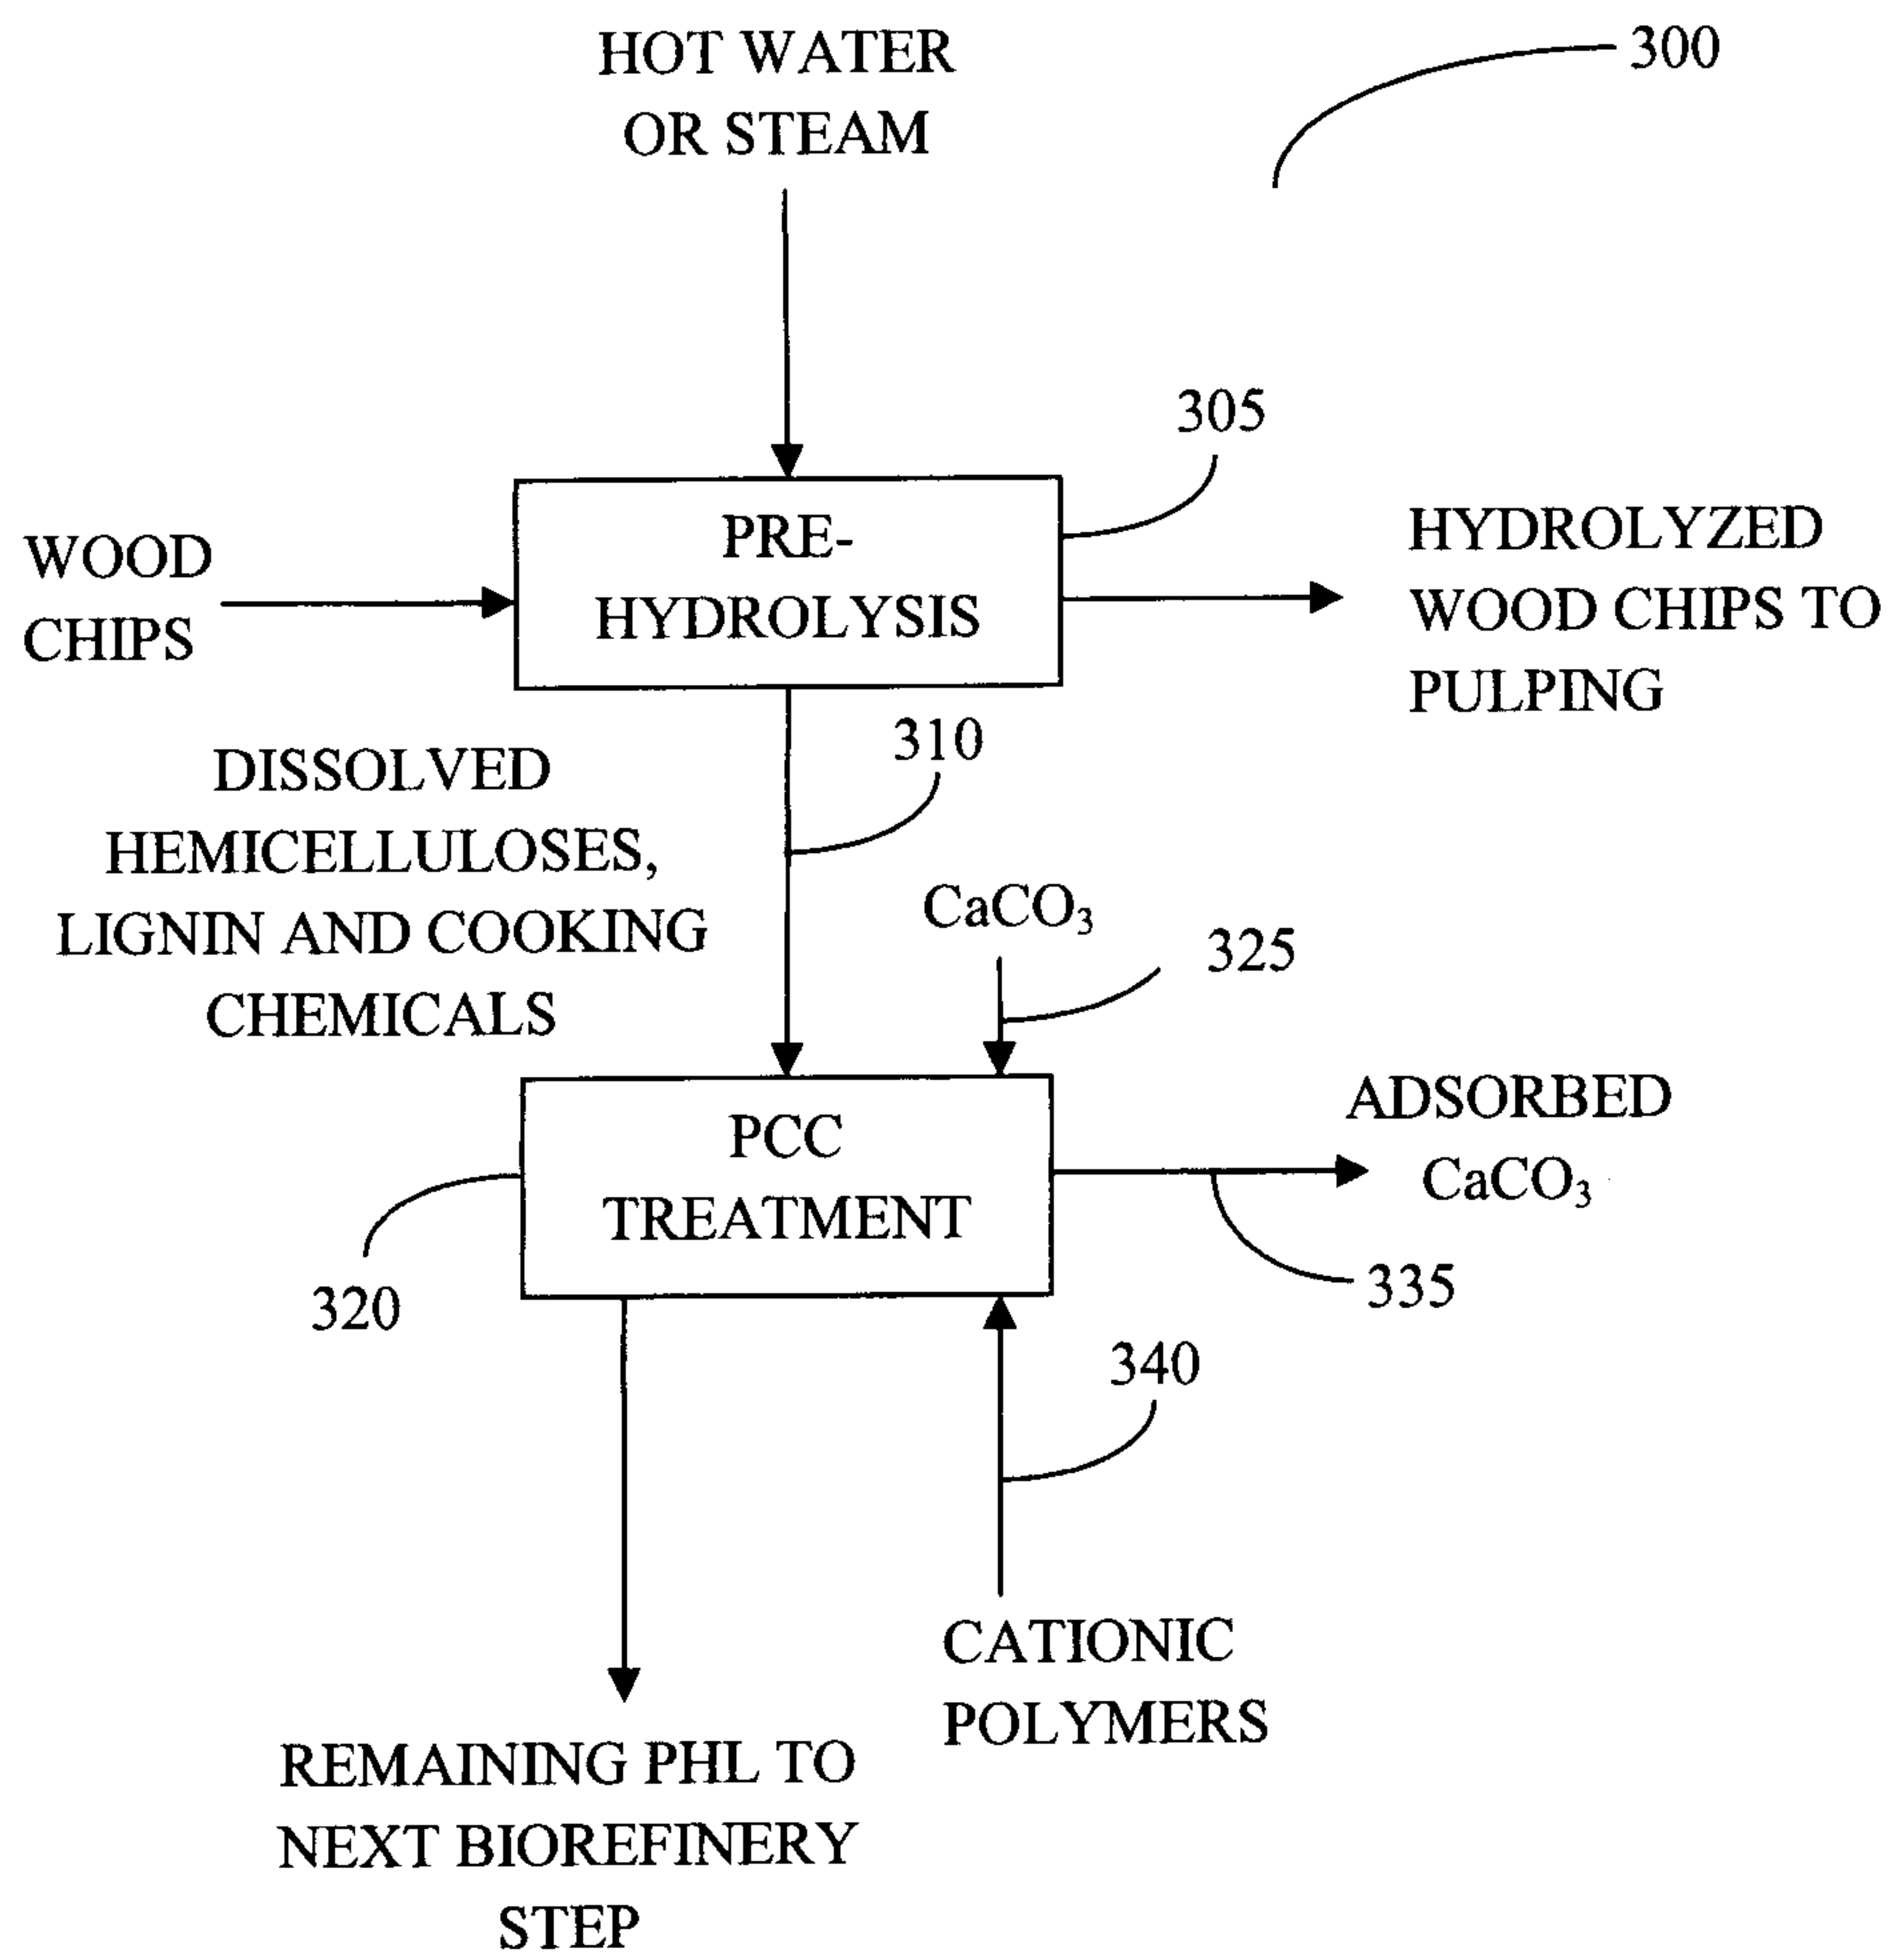 HOT WATER
OR STEAM
300
305
WOOD
CHIPS
PRE-
HYDROLYSIS
HYDROLYZED
WOOD CHIPS TO
PULPING
310
DISSOLVED
HEMICELLULOSES,
LIGNIN AND COOKING
CHEMICALS
CaCO₃
325
PCC
TREATMENT
ADSORBED
CaCO₃
320
335
340
CATIONIC
POLYMERS
REMAINING PHL TO
NEXT BIOREFINERY
STEP